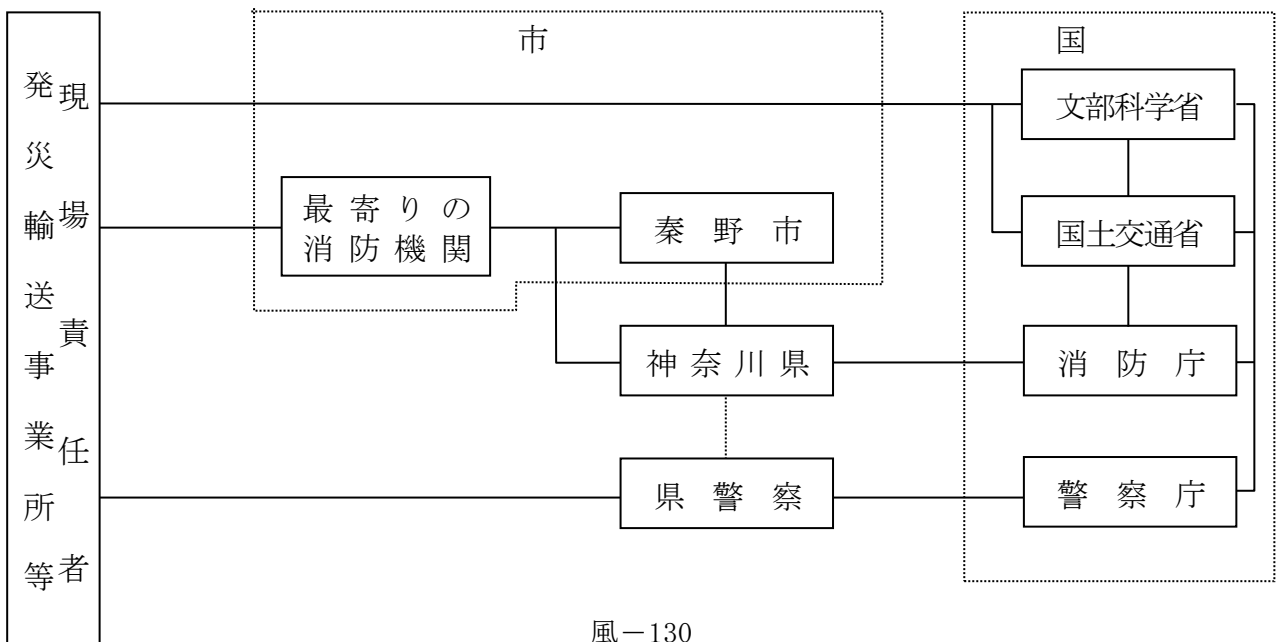 発災輸送事業所等
現場責任者
市
最寄りの
消防機関
秦野市
神奈川県
県警察
国
文部科学省
国土交通省
消防庁
警察庁
風－130